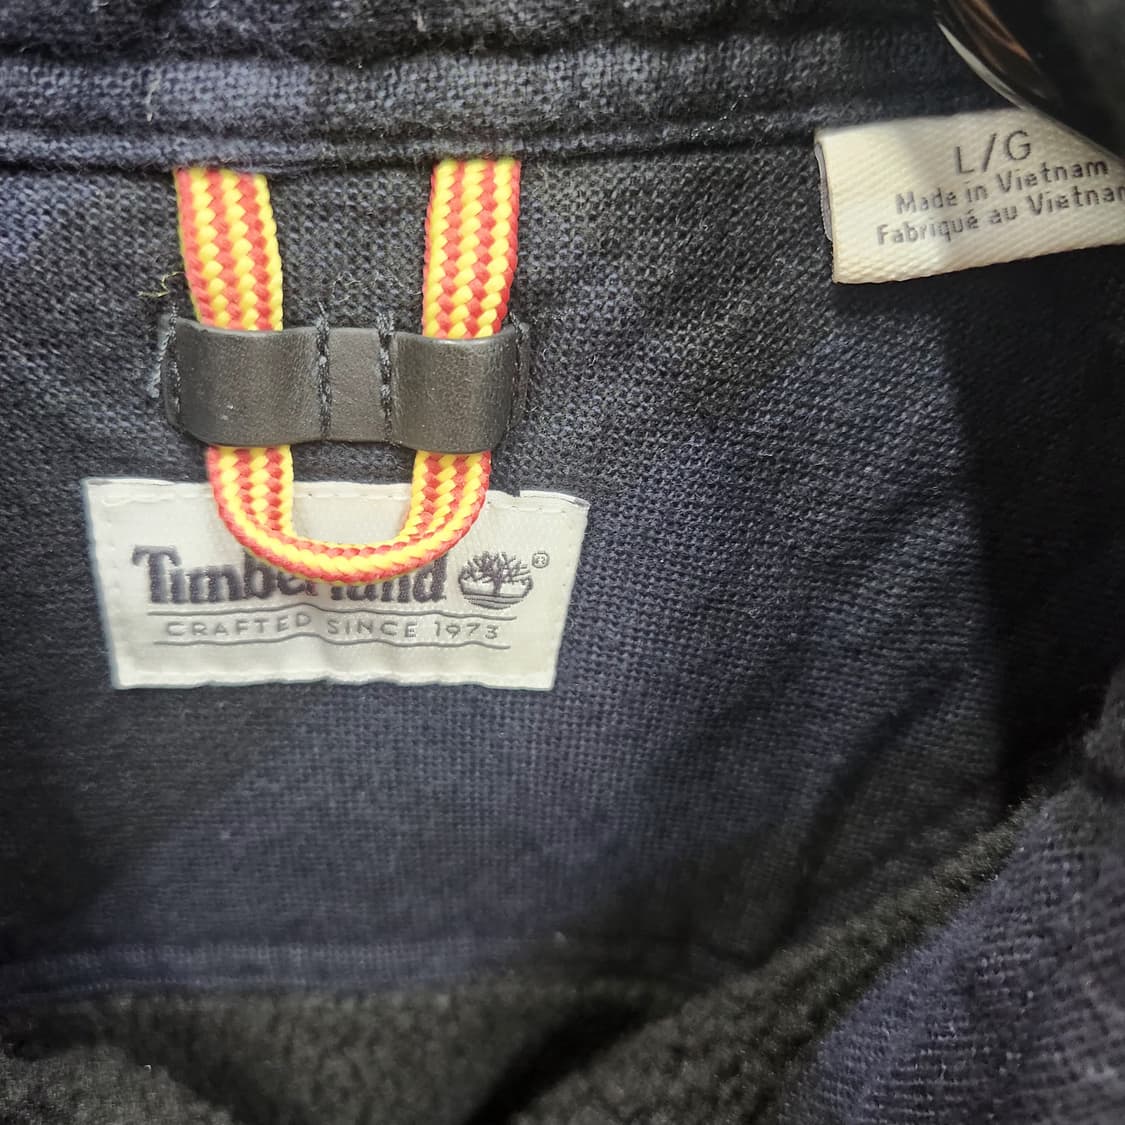 L/G
Made in Vietnam
Fabriqué au Vietnam
Timberland ®
CRAFTED SINCE 1973